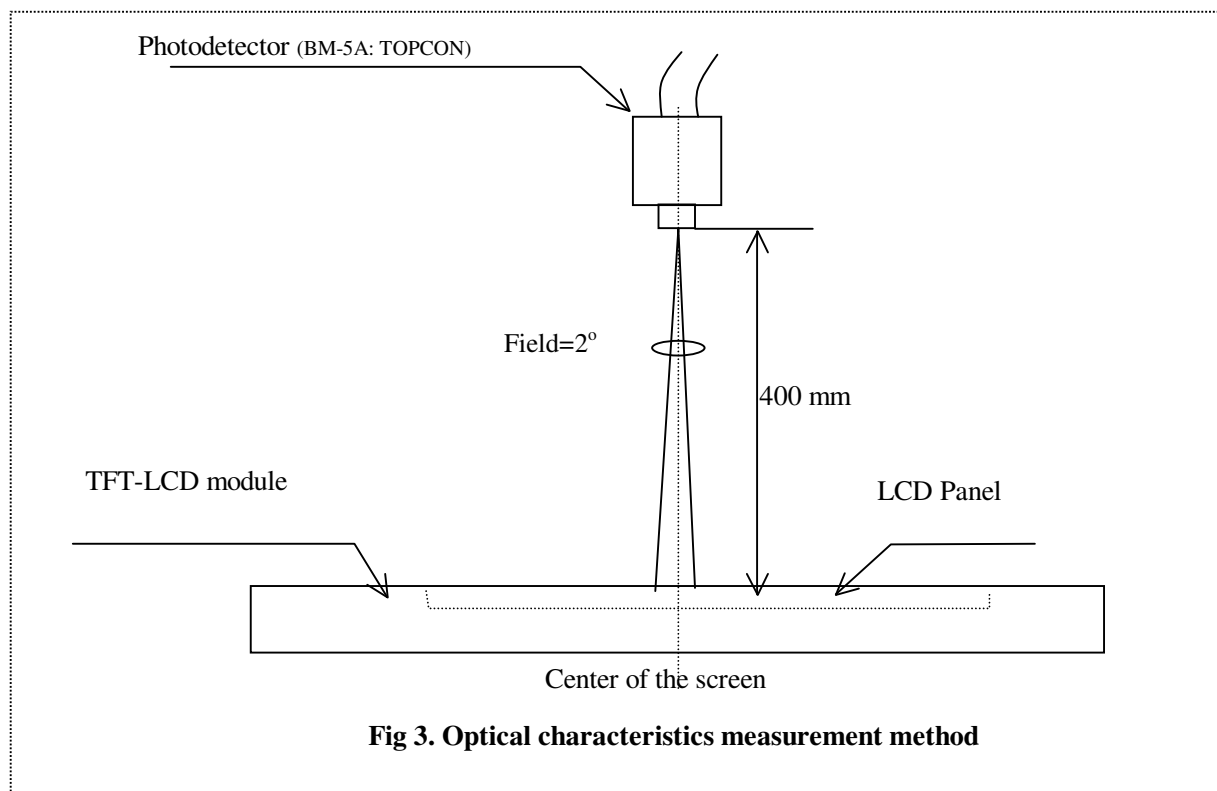 Photodetector (BM-5A: TOPCON)
Field=2°
400 mm
TFT-LCD module
LCD Panel
Center of the screen
Fig 3. Optical characteristics measurement method